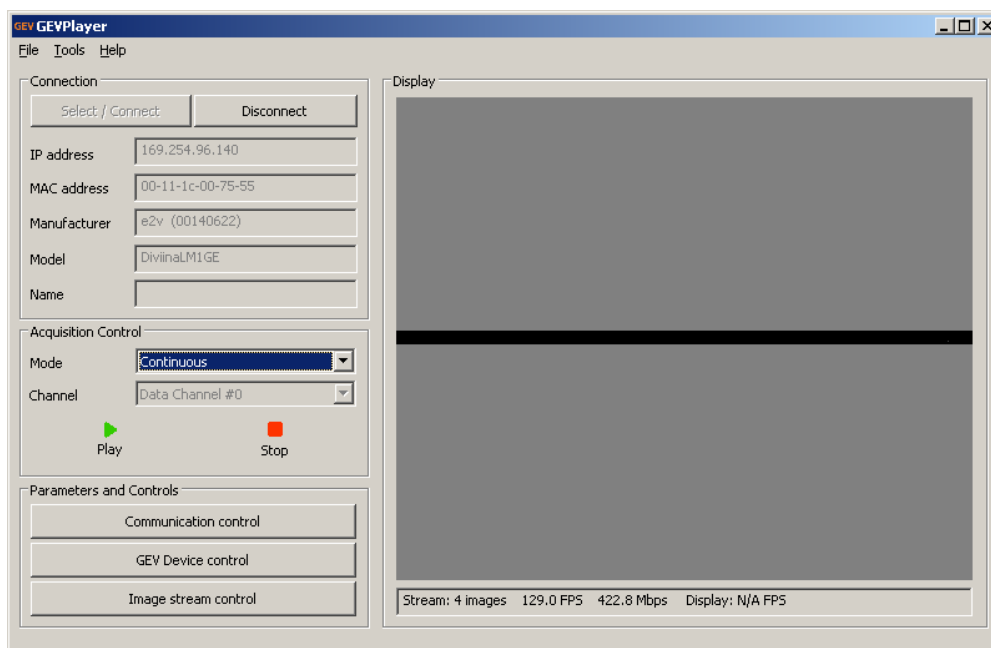 GEV GEVPlayer
File Tools Help
Connection
Select / Connect Disconnect
IP address 169.254.96.140
MAC address 00-11-1c-00-75-55
Manufacturer e2v (00140622)
Model DiviinaLM1GE
Name
Acquisition Control
Mode Continuous
Channel Data Channel #0
Play Stop
Parameters and Controls
Communication control
GEV Device control
Image stream control
Display
Stream: 4 images 129.0 FPS 422.8 Mbps Display: N/A FPS